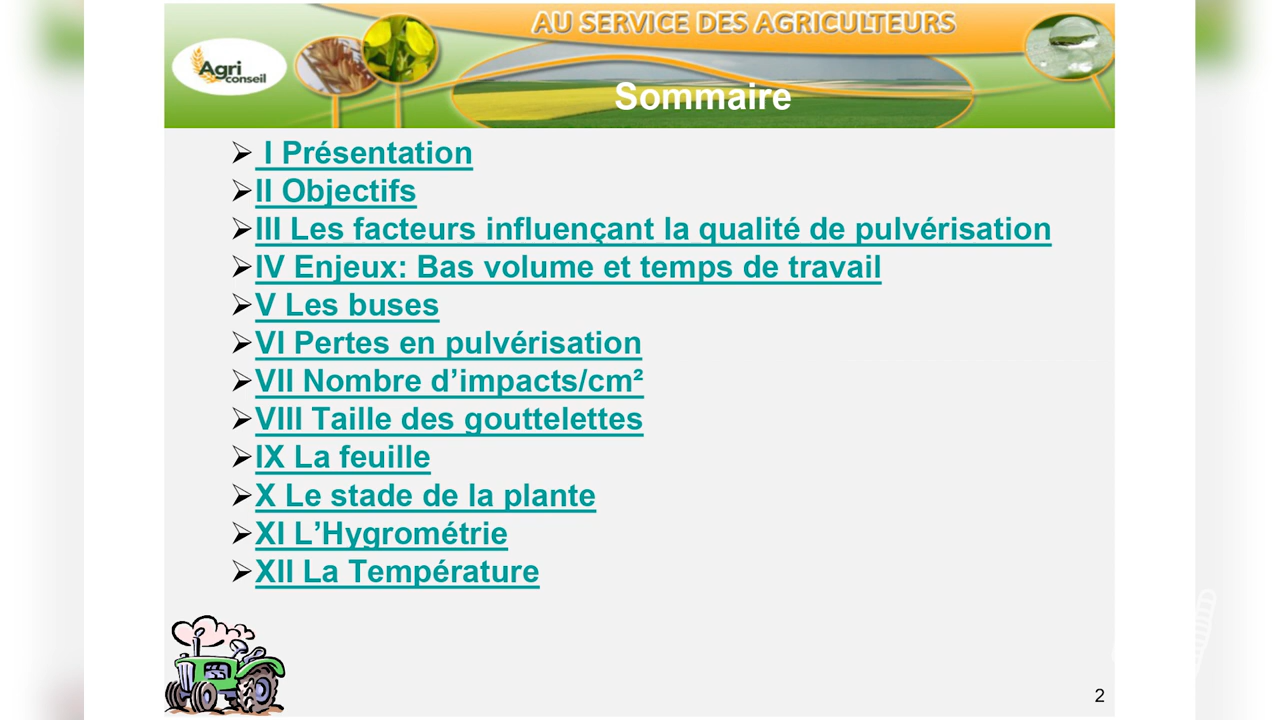 AU SERVICE DES AGRICULTEURS
Agri
conseil
Sommaire
➢ I Présentation
➢II Objectifs
➢III Les facteurs influençant la qualité de pulvérisation
➢IV Enjeux: Bas volume et temps de travail
➢V Les buses
➢VI Pertes en pulvérisation
➢VII Nombre d’impacts/cm²
➢VIII Taille des gouttelettes
➢IX La feuille
➢X Le stade de la plante
➢XI L’Hygrométrie
➢XII La Température
2